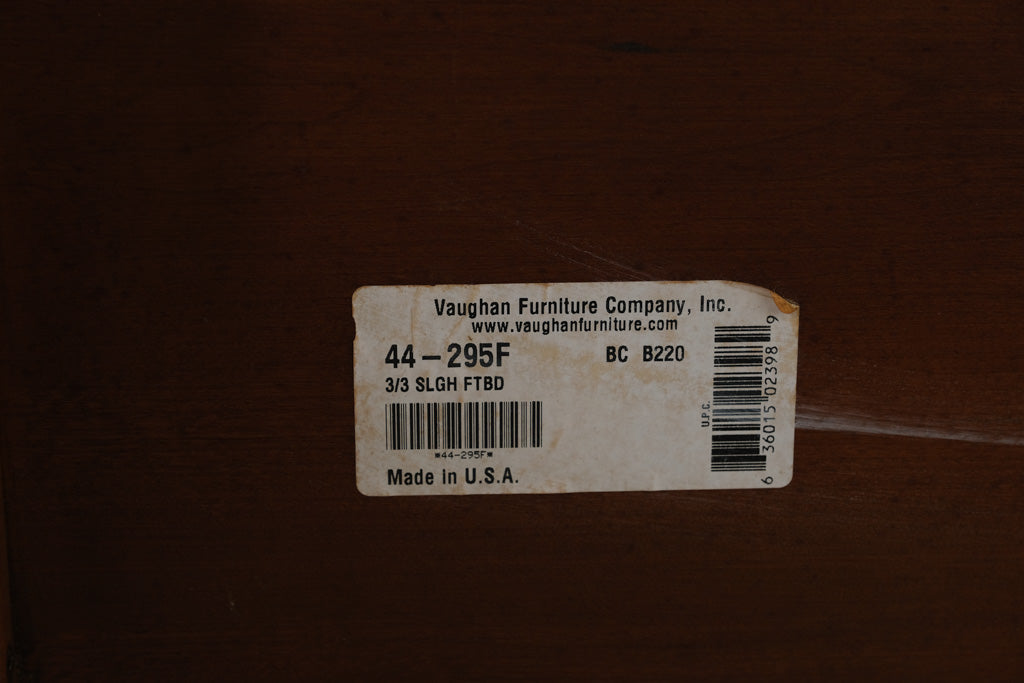 Vaughan Furniture Company, Inc.
www.vaughanfurniture.com
44-295F BC B220
3/3 SLGH FTBD
*44-295F*
Made in U.S.A.
U.P.C.
6 36015 02398 9